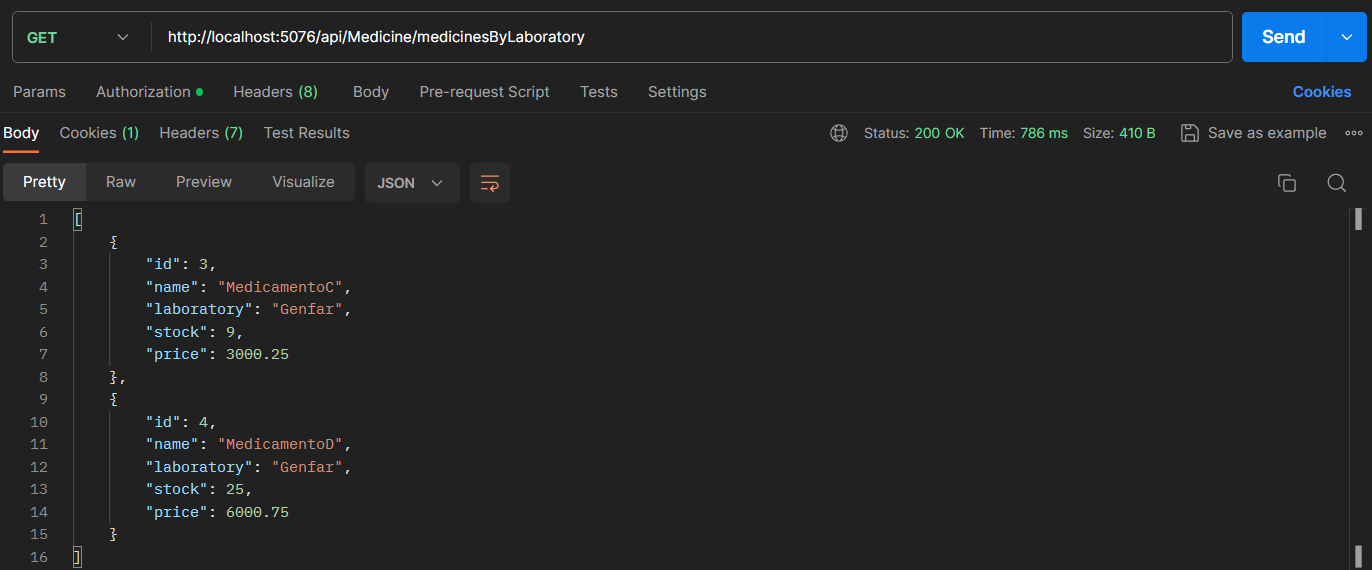 GET http://localhost:5076/api/Medicine/medicinesByLaboratory Send
Params Authorization Headers (8) Body Pre-request Script Tests Settings Cookies
Body Cookies (1) Headers (7) Test Results Status: 200 OK Time: 786 ms Size: 410 B Save as example
Pretty Raw Preview Visualize JSON
1 [
2 {
3 "id": 3,
4 "name": "MedicamentoC",
5 "laboratory": "Genfar",
6 "stock": 9,
7 "price": 3000.25
8 },
9 {
10 "id": 4,
11 "name": "MedicamentoD",
12 "laboratory": "Genfar",
13 "stock": 25,
14 "price": 6000.75
15 }
16 ]